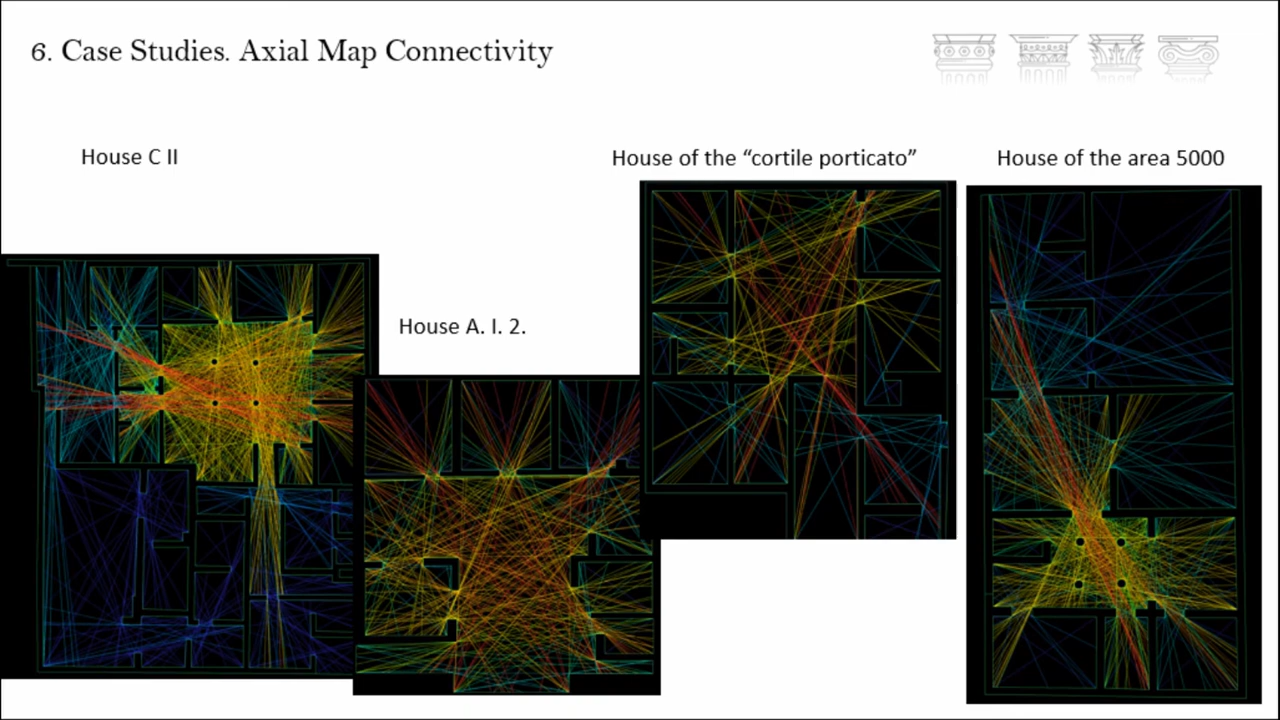 6. Case Studies. Axial Map Connectivity
House C II
House of the “cortile porticato”
House of the area 5000
House A. I. 2.